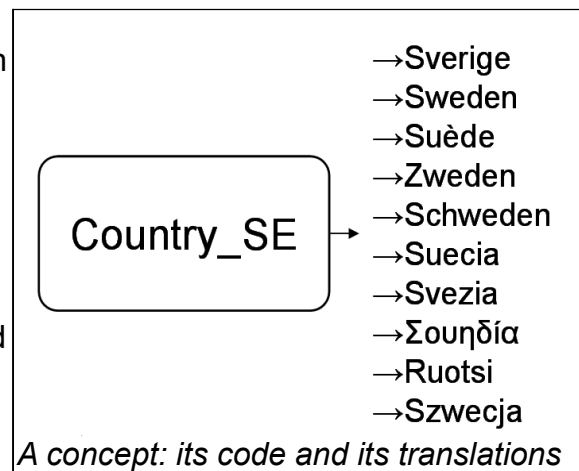 n
d
Country_SE
→Sverige
→Sweden
→Suède
→Zweden
→Schweden
→Suecia
→Svezia
→Σουηδία
→Ruotsi
→Szwecja
A concept: its code and its translations